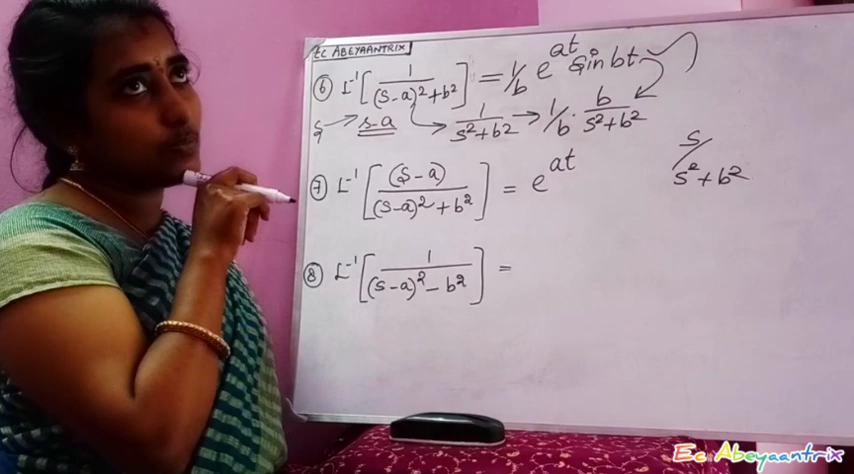 Ec Abeyaantrix
⑥ L⁻¹[1/((s-a)²+b²)] = 1/b e^at Sin bt
s → s-a → 1/(s²+b²) → 1/b · b/(s²+b²)
⑦ L⁻¹[(s-a)/((s-a)²+b²)] = e^at s/(s²+b²)
⑧ L⁻¹[1/((s-a)²-b²)] =
Ec Abeyaantrix